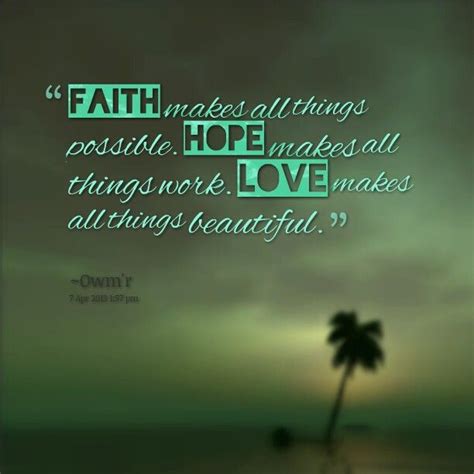 “ FAITH makes all things
possible. HOPE makes all
things work. LOVE makes
all things beautiful. ”
~Owm'r
7 Apr 2013 1:57 pm